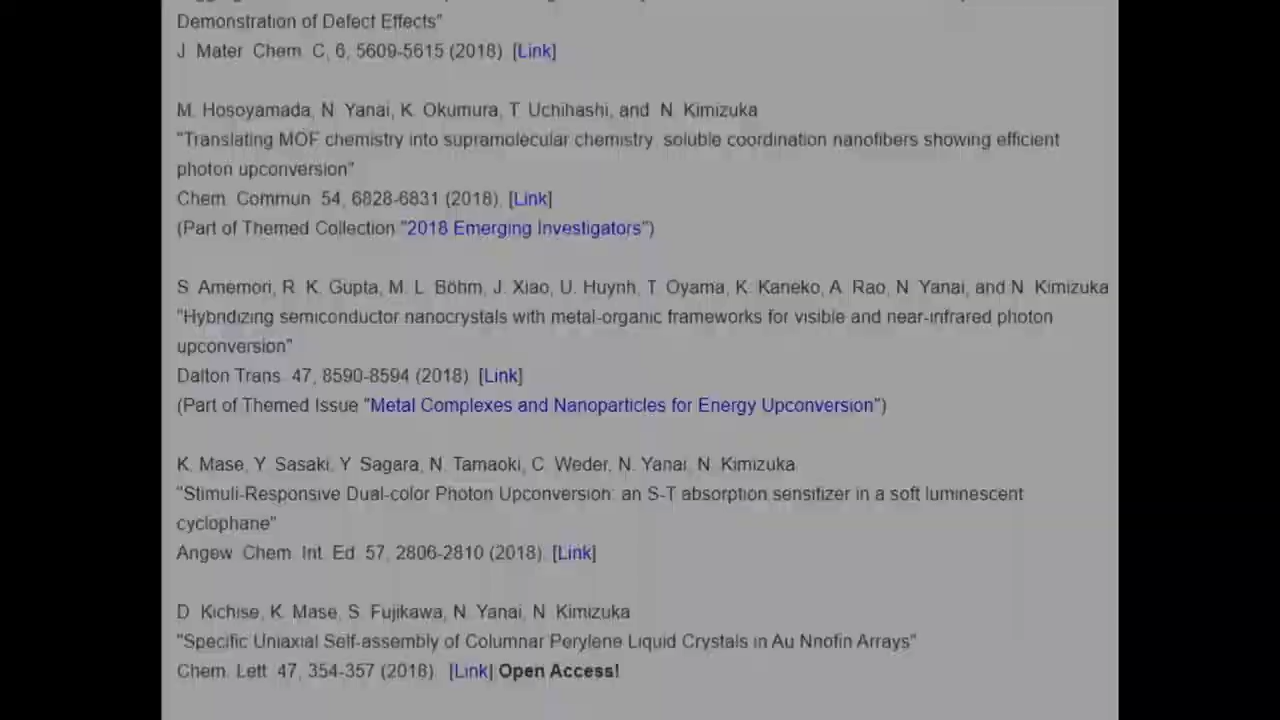 Demonstration of Defect Effects"
J. Mater. Chem. C, 6, 5609-5615 (2018). [Link]
M. Hosoyamada, N. Yanai, K. Okumura, T. Uchihashi, and N. Kimizuka
"Translating MOF chemistry into supramolecular chemistry: soluble coordination nanofibers showing efficient
photon upconversion"
Chem. Commun. 54, 6828-6831 (2018). [Link]
(Part of Themed Collection "2018 Emerging Investigators")
S. Amemori, R. K. Gupta, M. L. Böhm, J. Xiao, U. Huynh, T. Oyama, K. Kaneko, A. Rao, N. Yanai, and N. Kimizuka
"Hybridizing semiconductor nanocrystals with metal-organic frameworks for visible and near-infrared photon
upconversion"
Dalton Trans. 47, 8590-8594 (2018). [Link]
(Part of Themed Issue "Metal Complexes and Nanoparticles for Energy Upconversion")
K. Mase, Y. Sasaki, Y. Sagara, N. Tamaoki, C. Weder, N. Yanai, N. Kimizuka
"Stimuli-Responsive Dual-color Photon Upconversion: an S-T absorption sensitizer in a soft luminescent
cyclophane"
Angew. Chem. Int. Ed. 57, 2806-2810 (2018). [Link]
D. Kichise, K. Mase, S. Fujikawa, N. Yanai, N. Kimizuka
"Specific Uniaxial Self-assembly of Columnar Perylene Liquid Crystals in Au Nnofin Arrays"
Chem. Lett. 47, 354-357 (2018). [Link] Open Access!